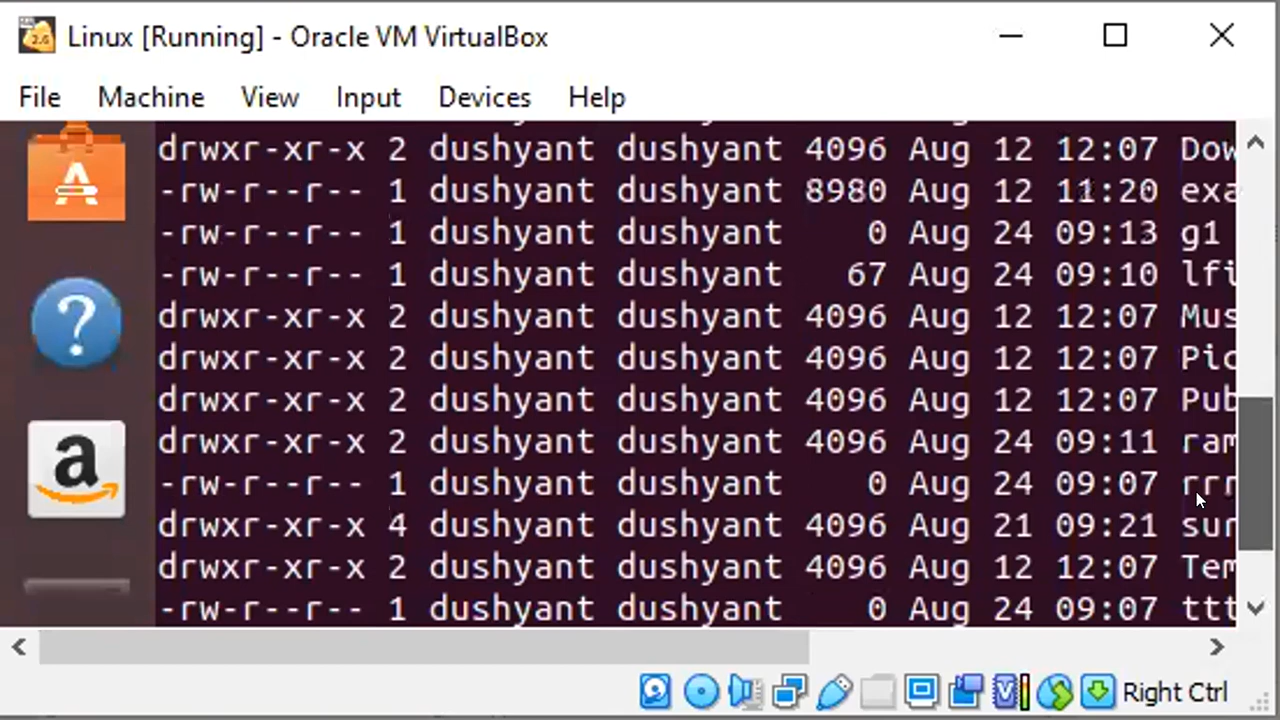 Linux [Running] - Oracle VM VirtualBox
File Machine View Input Devices Help
drwxr-xr-x 2 dushyant dushyant 4096 Aug 12 12:07 Dow
-rw-r--r-- 1 dushyant dushyant 8980 Aug 12 11:20 exa
-rw-r--r-- 1 dushyant dushyant 0 Aug 24 09:13 g1
-rw-r--r-- 1 dushyant dushyant 67 Aug 24 09:10 lfi
drwxr-xr-x 2 dushyant dushyant 4096 Aug 12 12:07 Mus
drwxr-xr-x 2 dushyant dushyant 4096 Aug 12 12:07 Pic
drwxr-xr-x 2 dushyant dushyant 4096 Aug 12 12:07 Pub
drwxr-xr-x 2 dushyant dushyant 4096 Aug 24 09:11 ram
-rw-r--r-- 1 dushyant dushyant 0 Aug 24 09:07 rrr
drwxr-xr-x 4 dushyant dushyant 4096 Aug 21 09:21 sur
drwxr-xr-x 2 dushyant dushyant 4096 Aug 12 12:07 Tem
-rw-r--r-- 1 dushyant dushyant 0 Aug 24 09:07 ttt
Right Ctrl